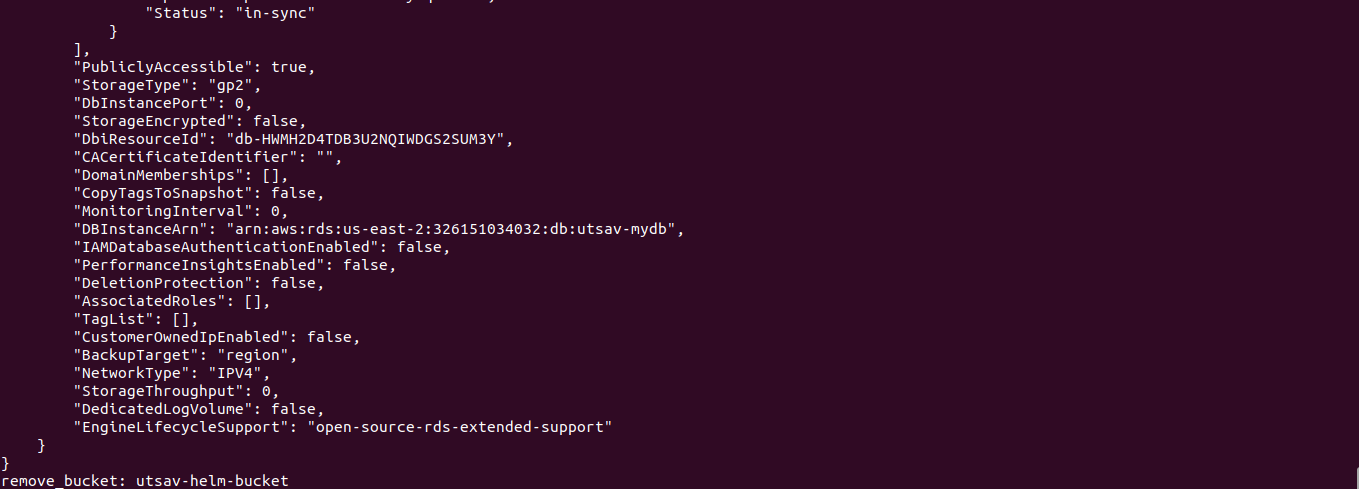 "Status": "in-sync"
}
],
"PubliclyAccessible": true,
"StorageType": "gp2",
"DbInstancePort": 0,
"StorageEncrypted": false,
"DbiResourceId": "db-HWMH2D4TDB3U2NQIWDGS2SUM3Y",
"CACertificateIdentifier": "",
"DomainMemberships": [],
"CopyTagsToSnapshot": false,
"MonitoringInterval": 0,
"DBInstanceArn": "arn:aws:rds:us-east-2:326151034032:db:utsav-mydb",
"IAMDatabaseAuthenticationEnabled": false,
"PerformanceInsightsEnabled": false,
"DeletionProtection": false,
"AssociatedRoles": [],
"TagList": [],
"CustomerOwnedIpEnabled": false,
"BackupTarget": "region",
"NetworkType": "IPV4",
"StorageThroughput": 0,
"DedicatedLogVolume": false,
"EngineLifecycleSupport": "open-source-rds-extended-support"
}
}
remove_bucket: utsav-helm-bucket